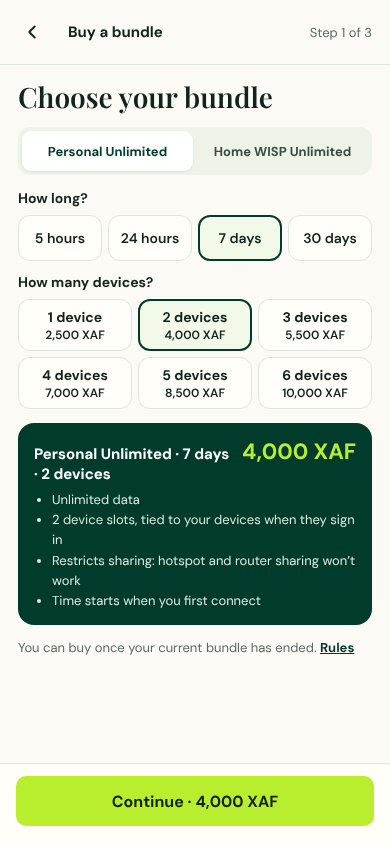 Buy a bundle
Step 1 of 3
Choose your bundle
Personal Unlimited
Home WISP Unlimited
How long?
5 hours
24 hours
7 days
30 days
How many devices?
1 device
2,500 XAF
2 devices
4,000 XAF
3 devices
5,500 XAF
4 devices
7,000 XAF
5 devices
8,500 XAF
6 devices
10,000 XAF
Personal Unlimited · 7 days
· 2 devices
4,000 XAF
• Unlimited data
• 2 device slots, tied to your devices when they sign
in
• Restricts sharing: hotspot and router sharing won’t
work
• Time starts when you first connect
You can buy once your current bundle has ended. Rules
Continue · 4,000 XAF